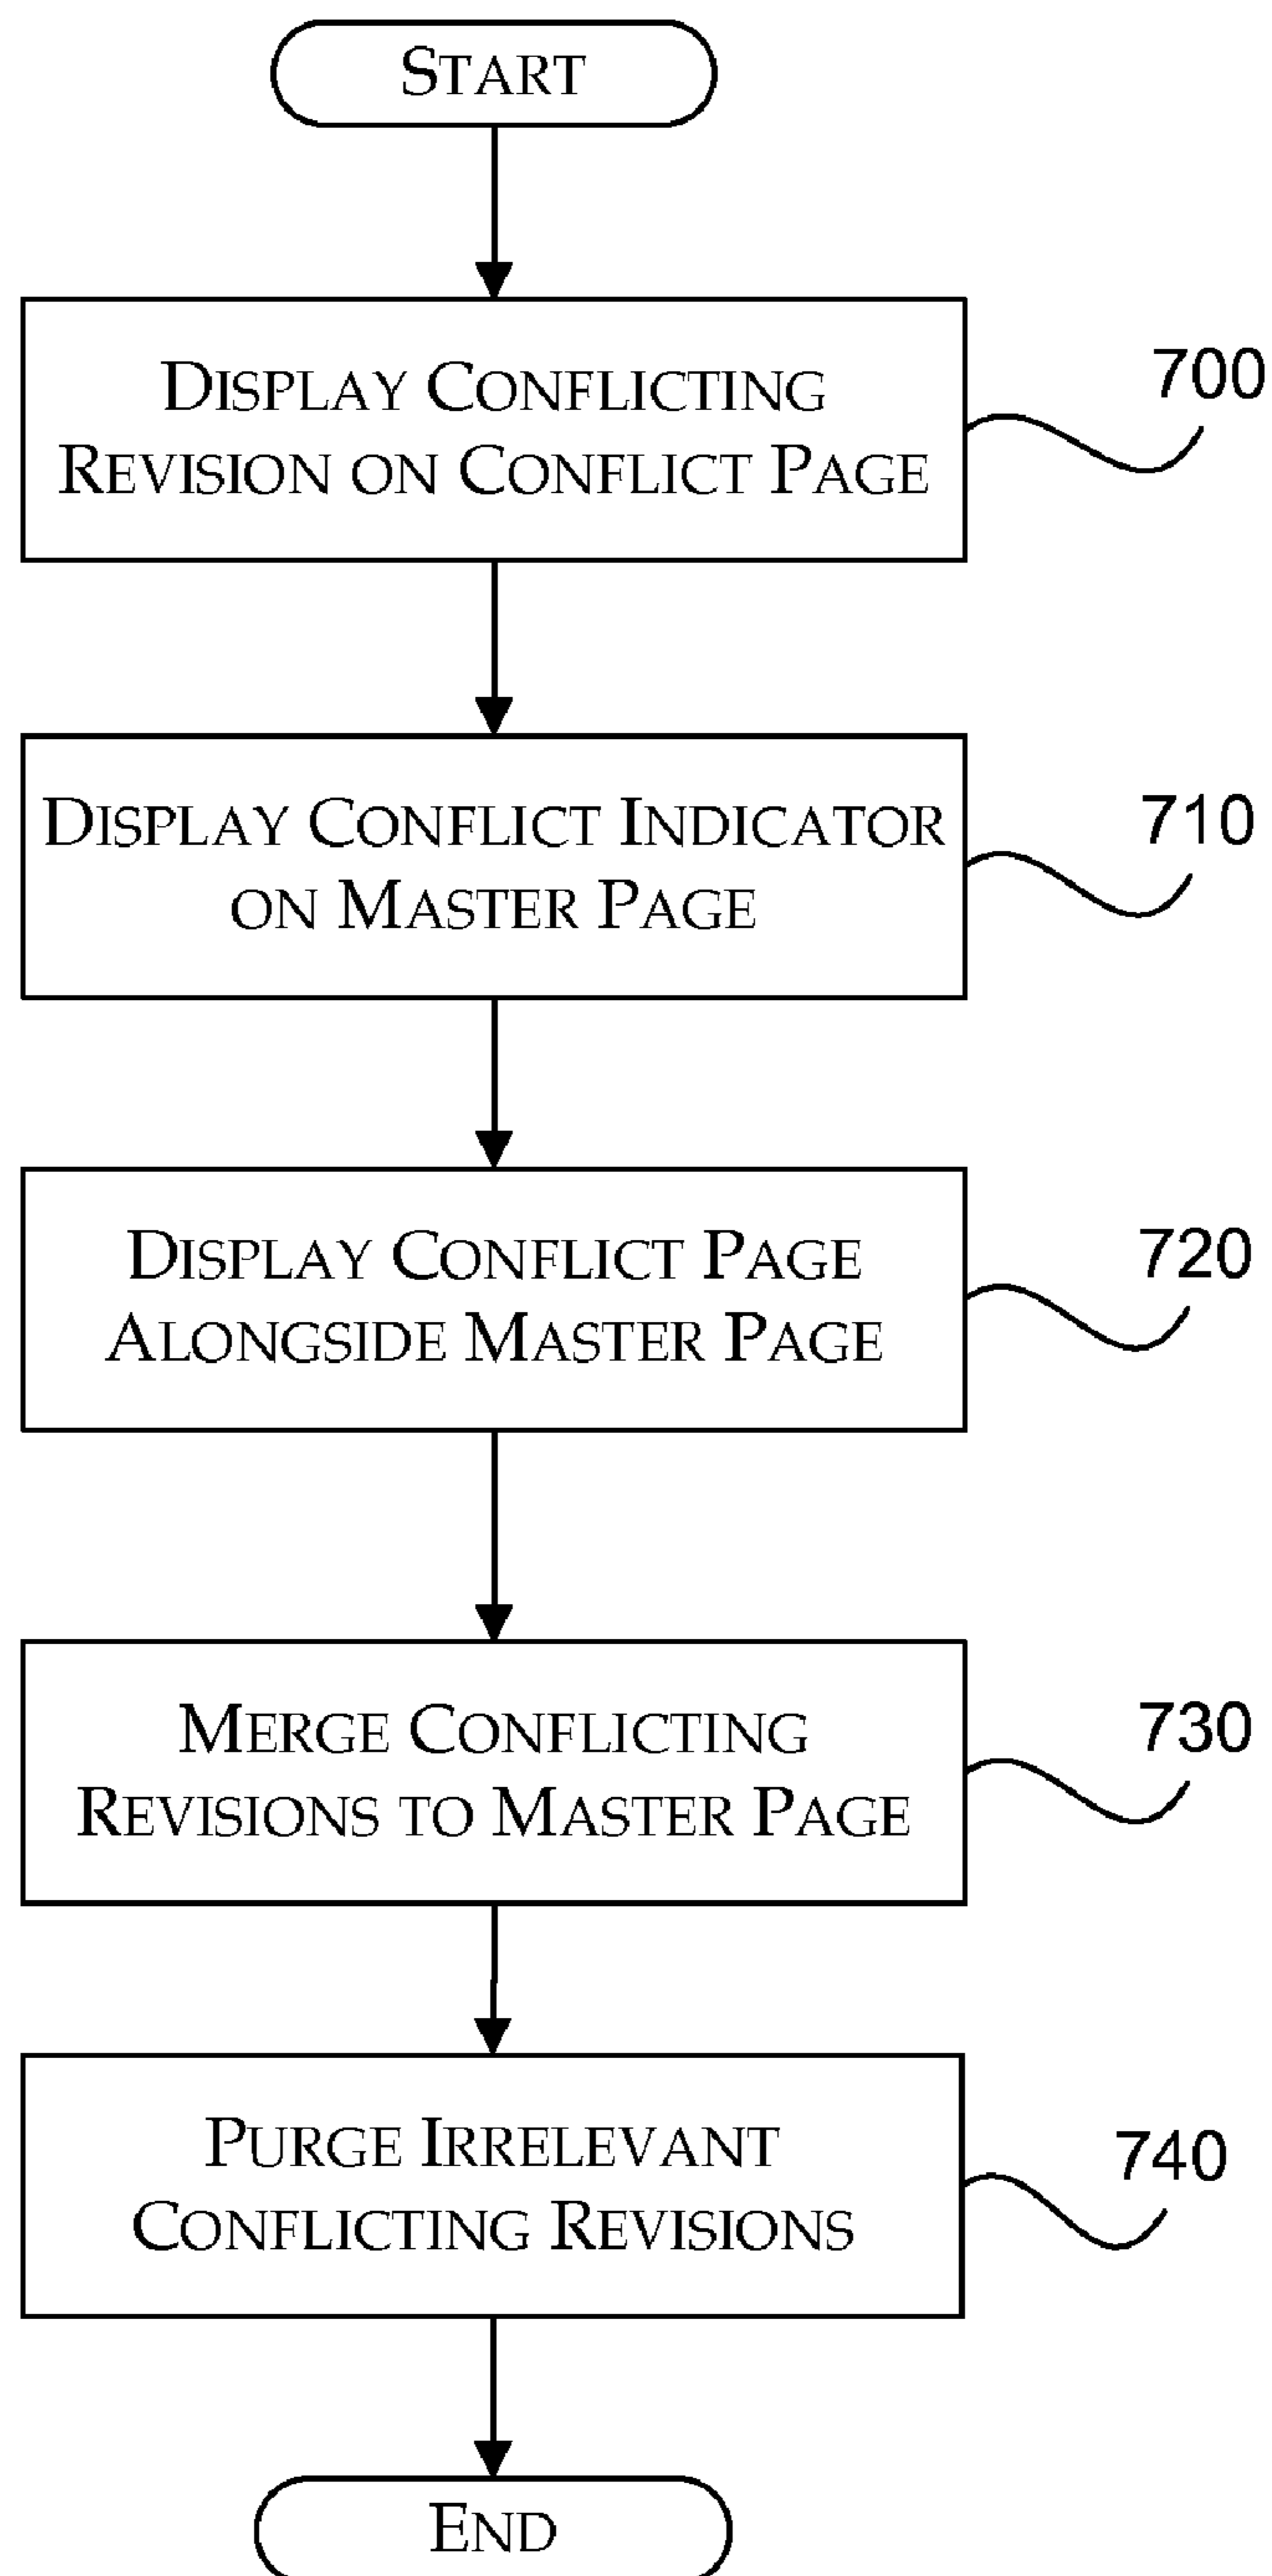 START
DISPLAY CONFLICTING
REVISION ON CONFLICT PAGE
700
DISPLAY CONFLICT INDICATOR
ON MASTER PAGE
710
DISPLAY CONFLICT PAGE
ALONGSIDE MASTER PAGE
720
MERGE CONFLICTING
REVISIONS TO MASTER PAGE
730
PURGE IRRELEVANT
CONFLICTING REVISIONS
740
END